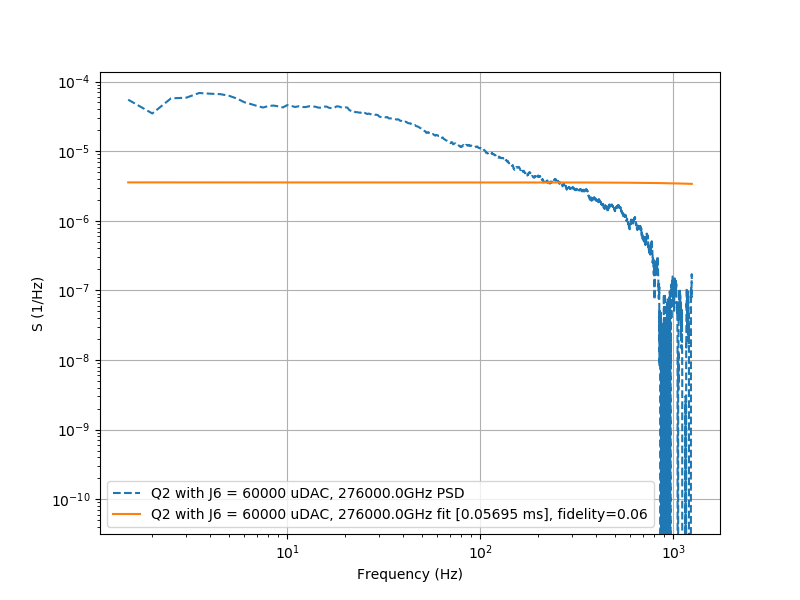 10⁻⁴
10⁻⁵
10⁻⁶
10⁻⁷
10⁻⁸
10⁻⁹
10⁻¹⁰
S (1/Hz)
Q2 with J6 = 60000 uDAC, 276000.0GHz PSD
Q2 with J6 = 60000 uDAC, 276000.0GHz fit [0.05695 ms], fidelity=0.06
10¹ 10² 10³
Frequency (Hz)